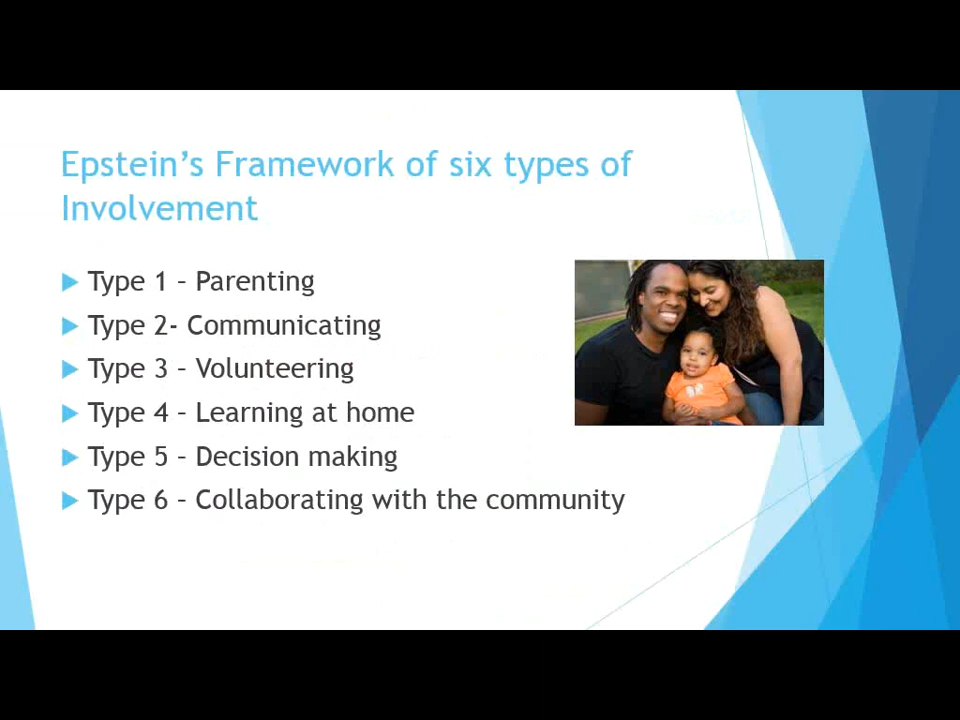 Epstein’s Framework of six types of
Involvement
Type 1 – Parenting
Type 2- Communicating
Type 3 – Volunteering
Type 4 – Learning at home
Type 5 – Decision making
Type 6 – Collaborating with the community